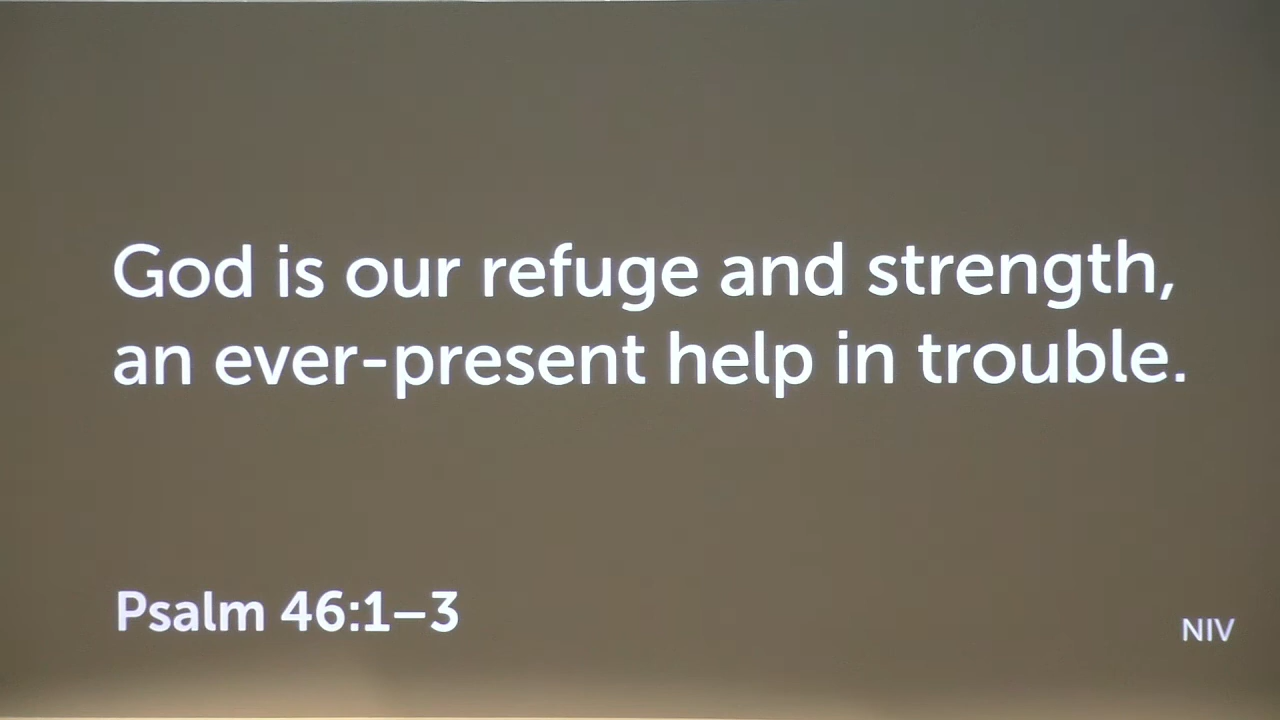 God is our refuge and strength,
an ever-present help in trouble.
Psalm 46:1–3
NIV